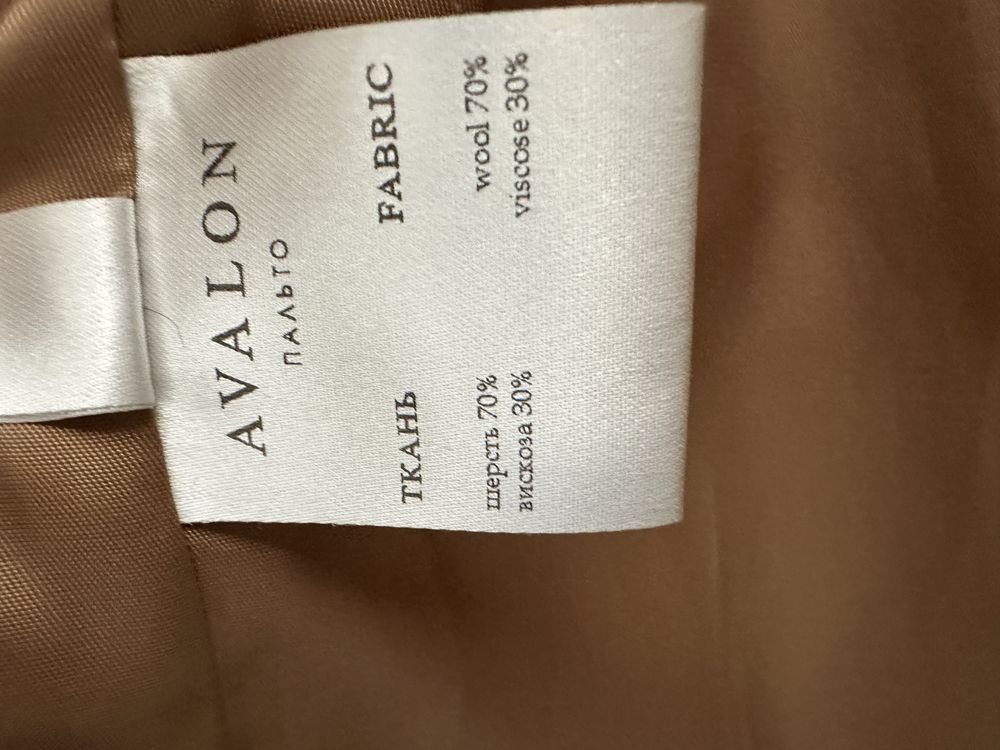 AVALON
ПАЛЬТО
ТКАНЬ FABRIC
шерсть 70% wool 70%
вискоза 30% viscose 30%